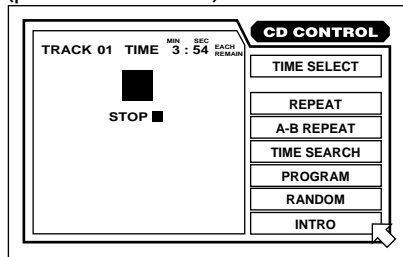 CD CONTROL
TRACK 01 TIME 3 : 54 EACH REMAIN
MIN SEC
TIME SELECT
STOP
REPEAT
A-B REPEAT
TIME SEARCH
PROGRAM
RANDOM
INTRO